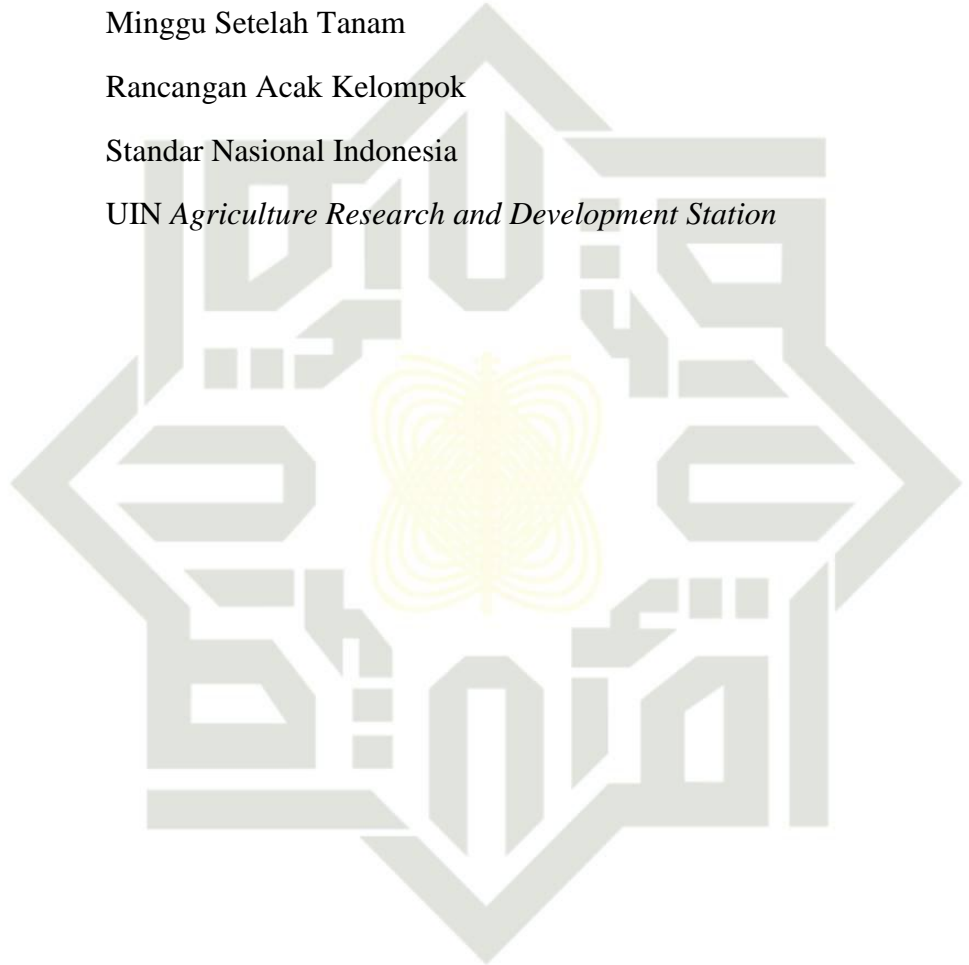 Minggu Setelah Tanam
Rancangan Acak Kelompok
Standar Nasional Indonesia
UIN Agriculture Research and Development Station